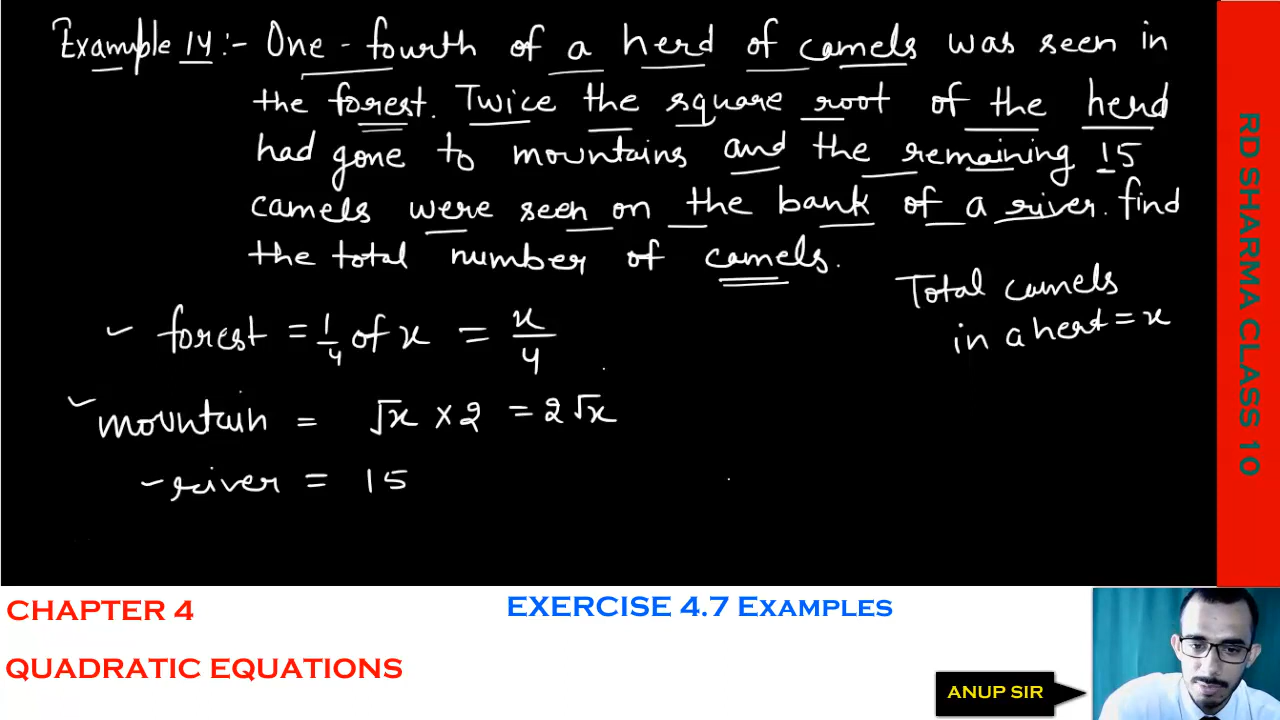 Example 14 :- One - fourth of a herd of camels was seen in
the forest. Twice the square root of the herd
had gone to mountains and the remaining 15
camels were seen on the bank of a river. find
the total number of camels.
Total camels
in a hert = x
forest = 1/4 of x = x/4
mountain = √x × 2 = 2√x
river = 15
RD SHARMA CLASS 10
CHAPTER 4
EXERCISE 4.7 EXAMPLES
QUADRATIC EQUATIONS
ANUP SIR